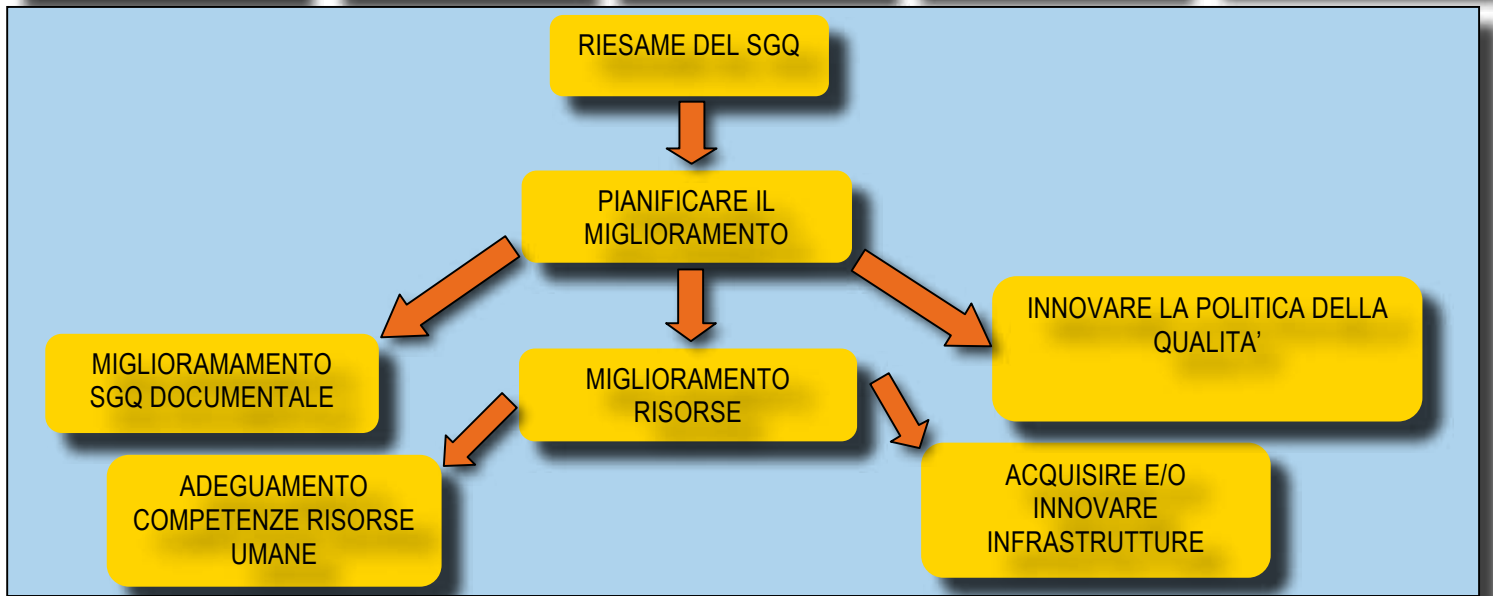 RIESAME DEL SGQ
PIANIFICARE IL
MIGLIORAMENTO
MIGLIORAMAMENTO
SGQ DOCUMENTALE
MIGLIORAMENTO
RISORSE
INNOVARE LA POLITICA DELLA
QUALITA’
ADEGUAMENTO
COMPETENZE RISORSE
UMANE
ACQUISIRE E/O
INNOVARE
INFRASTRUTTURE